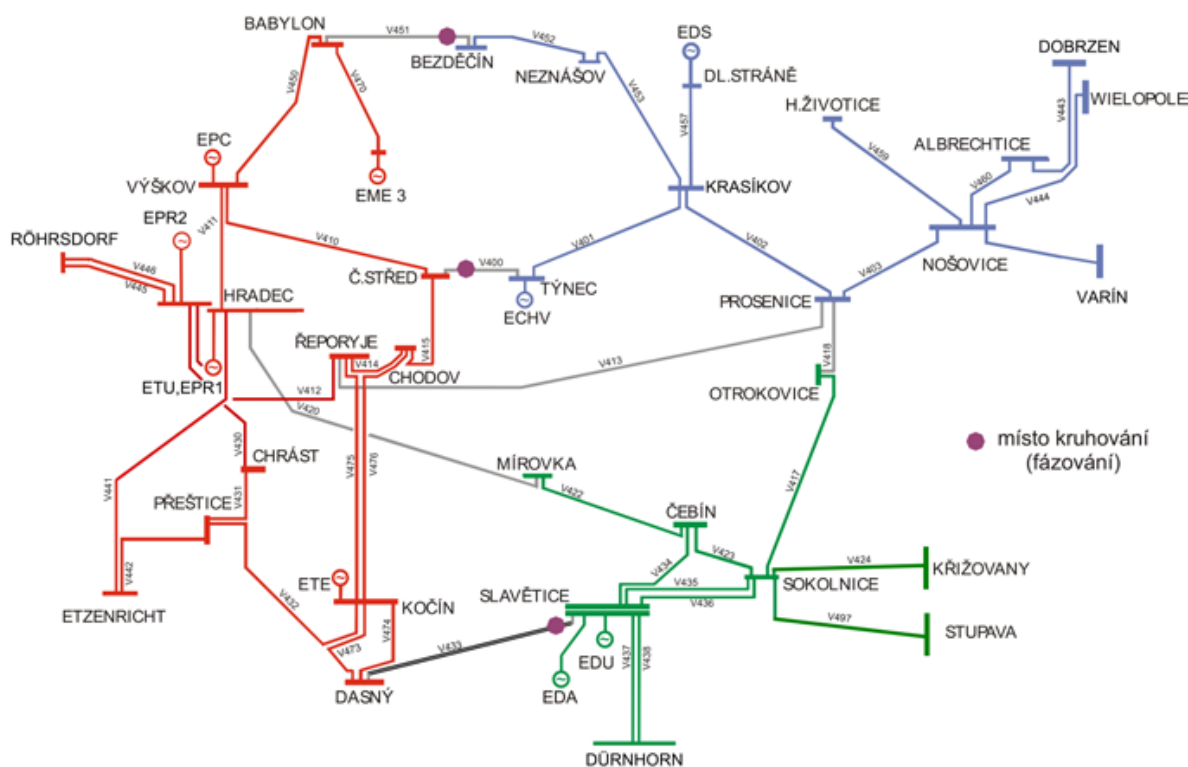 BABYLON
V451
BEZDĚČÍN
V452
NEZNÁŠOV
EDS
DL.STRÁNĚ
DOBRZEN
WIELOPOLE
V450
V470
V453
V457
H.ŽIVOTICE
V443
ALBRECHTICE
EPC
VÝŠKOV
EME 3
KRASÍKOV
V459
V460
V444
EPR2
RÖHRSDORF
V411
V410
V401
V402
V403
NOŠOVICE
VARÍN
V446
V445
HRADEC
Č.STŘED
V400
TÝNEC
ECHV
PROSENICE
ŘEPORYJE
V414
V415
CHODOV
V413
V418
ETU,EPR1
V412
OTROKOVICE
V420
V430
CHRÁST
V475
V476
MÍROVKA
V422
V417
místo kruhování
(fázování)
V441
PŘEŠTICE
V431
ČEBÍN
V434
V423
V442
ETZENRICHT
V432
ETE
KOČÍN
V474
V473
SLAVĚTICE
V435
V436
SOKOLNICE
V424
KŘIŽOVANY
V497
STUPAVA
V433
DASNÝ
EDU
EDA
V437
V438
DÜRNHORN